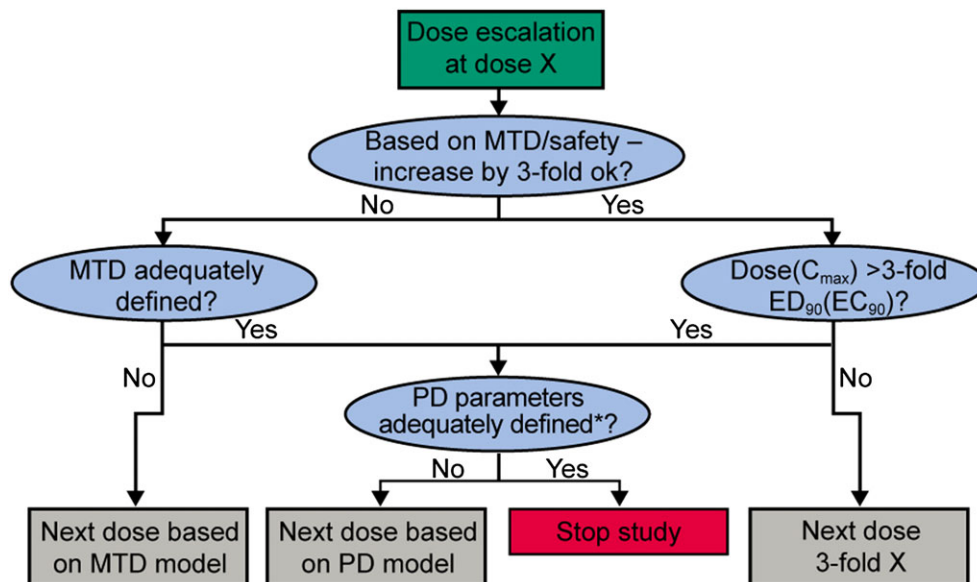 Dose escalation
at dose X
Based on MTD/safety –
increase by 3-fold ok?
No
Yes
MTD adequately
defined?
Dose(Cmax) >3-fold
ED90(EC90)?
Yes
Yes
No
No
PD parameters
adequately defined*?
No
Yes
Next dose based
on MTD model
Next dose based
on PD model
Stop study
Next dose
3-fold X